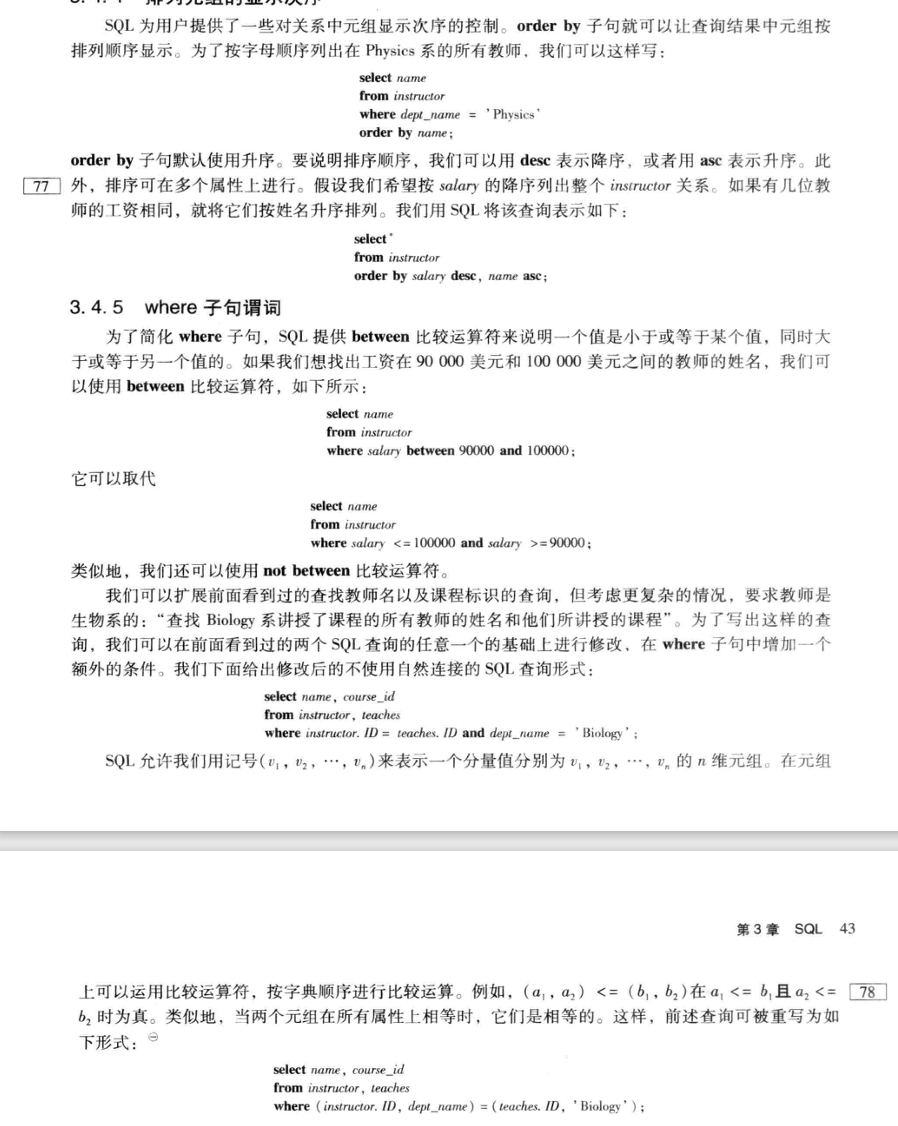 SQL 为用户提供了一些对关系中元组显示次序的控制。order by 子句就可以让查询结果中元组按
排列顺序显示。为了按字母顺序列出在 Physics 系的所有教师，我们可以这样写：
select name
from instructor
where dept_name = 'Physics'
order by name;
order by 子句默认使用升序。要说明排序顺序，我们可以用 desc 表示降序，或者用 asc 表示升序。此
77 外，排序可在多个属性上进行。假设我们希望按 salary 的降序列出整个 instructor 关系。如果有几位教
师的工资相同，就将它们按姓名升序排列。我们用 SQL 将该查询表示如下：
select *
from instructor
order by salary desc, name asc;
3.4.5 where 子句谓词
为了简化 where 子句，SQL 提供 between 比较运算符来说明一个值是小于或等于某个值，同时大
于或等于另一个值的。如果我们想找出工资在 90 000 美元和 100 000 美元之间的教师的姓名，我们可
以使用 between 比较运算符，如下所示：
select name
from instructor
where salary between 90000 and 100000;
它可以取代
select name
from instructor
where salary <= 100000 and salary >= 90000;
类似地，我们还可以使用 not between 比较运算符。
我们可以扩展前面看到过的查找教师名以及课程标识的查询，但考虑更复杂的情况，要求教师是
生物系的：“查找 Biology 系讲授了课程的所有教师的姓名和他们所讲授的课程”。为了写出这样的查
询，我们可以在前面看到过的两个 SQL 查询的任意一个的基础上进行修改，在 where 子句中增加一个
额外的条件。我们下面给出修改后的不使用自然连接的 SQL 查询形式：
select name, course_id
from instructor, teaches
where instructor. ID = teaches. ID and dept_name = 'Biology';
SQL 允许我们用记号(v₁, v₂, …, vₙ)来表示一个分量值分别为 v₁, v₂, …, vₙ 的 n 维元组。在元组
第 3 章 SQL 43
上可以运用比较运算符，按字典顺序进行比较运算。例如，(a₁, a₂) <= (b₁, b₂)在 a₁ <= b₁且 a₂ <= 78
b₂ 时为真。类似地，当两个元组在所有属性上相等时，它们是相等的。这样，前述查询可被重写为如
下形式：㊀
select name, course_id
from instructor, teaches
where (instructor. ID, dept_name) = (teaches. ID, 'Biology');